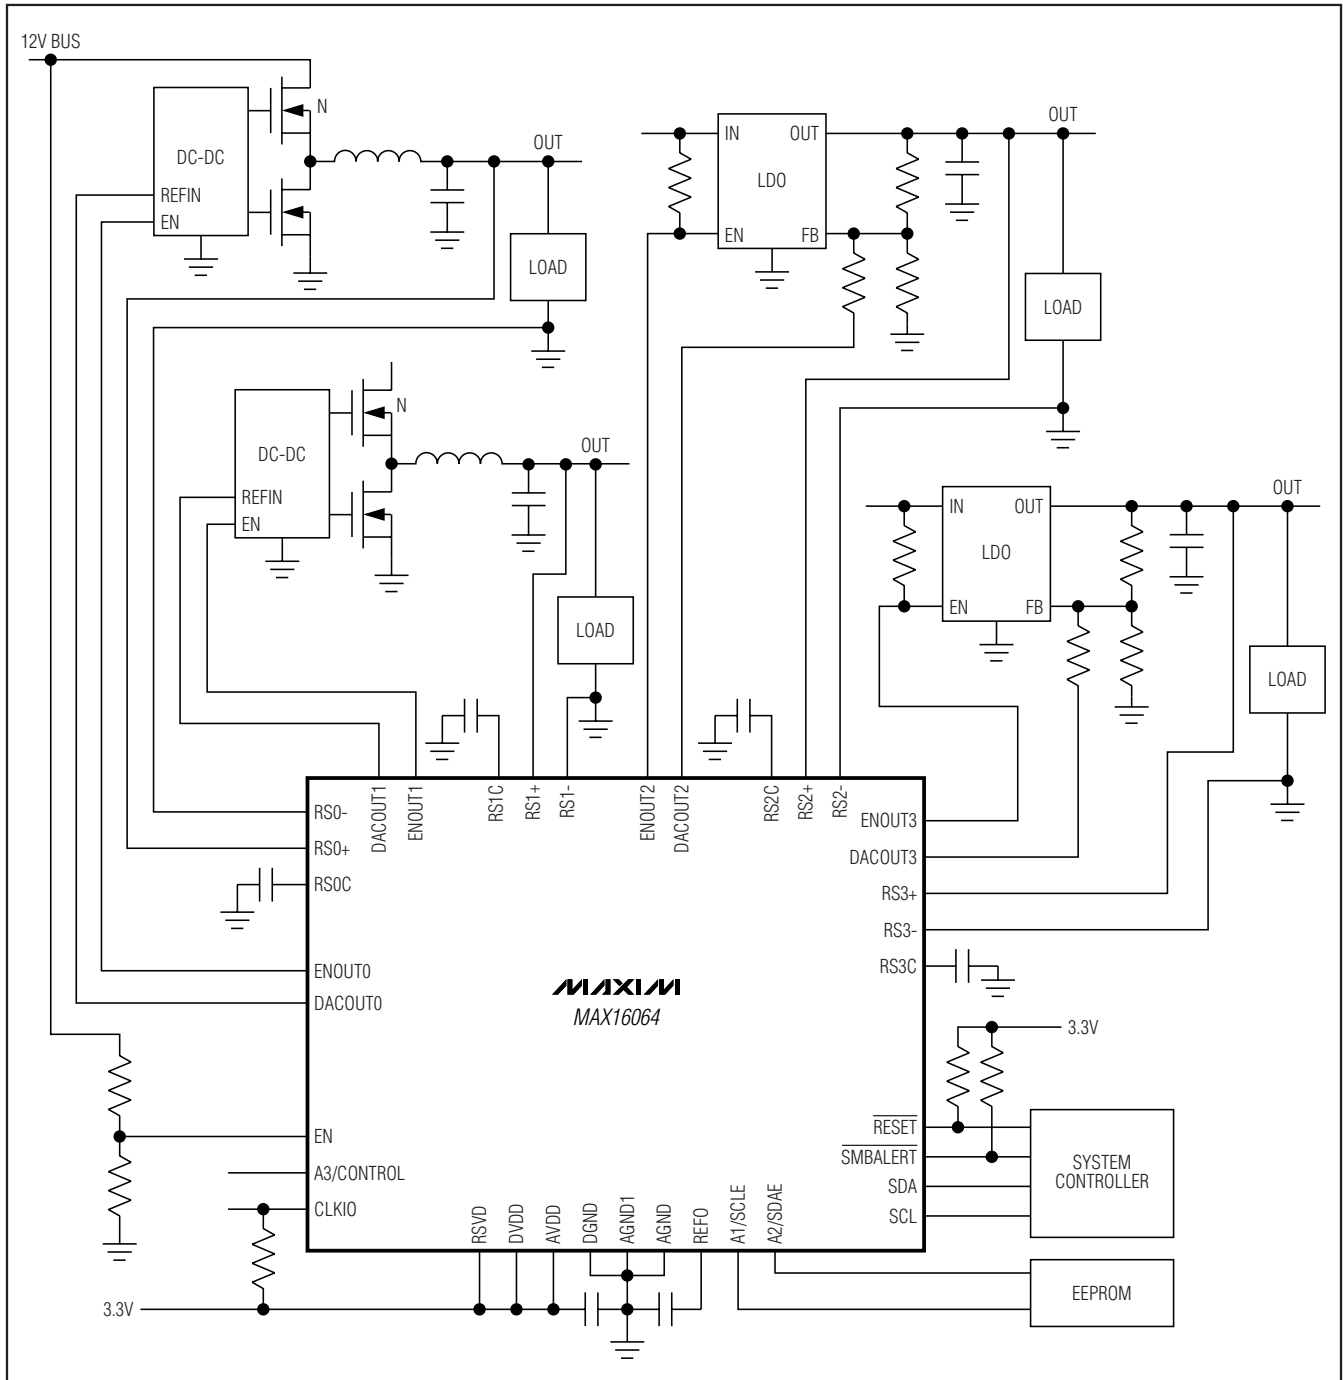 12V BUS
DC-DC
REFIN
EN
N
OUT
LOAD
IN
OUT
LDO
EN
FB
OUT
LOAD
DC-DC
REFIN
EN
N
OUT
LOAD
IN
OUT
LDO
EN
FB
OUT
LOAD
DACOUT1
ENOUT1
RS1C
RS1+
RS1-
ENOUT2
DACOUT2
RS2C
RS2+
RS2-
RS0-
RS0+
RS0C
ENOUT0
DACOUT0
EN
A3/CONTROL
CLKIO
ENOUT3
DACOUT3
RS3+
RS3-
RS3C
MAXIM
MAX16064
3.3V
RESET
SMBALERT
SDA
SCL
SYSTEM
CONTROLLER
RSVD
DVDD
AVDD
DGND
AGND1
AGND
REFO
A1/SCLE
A2/SDAE
EEPROM
3.3V